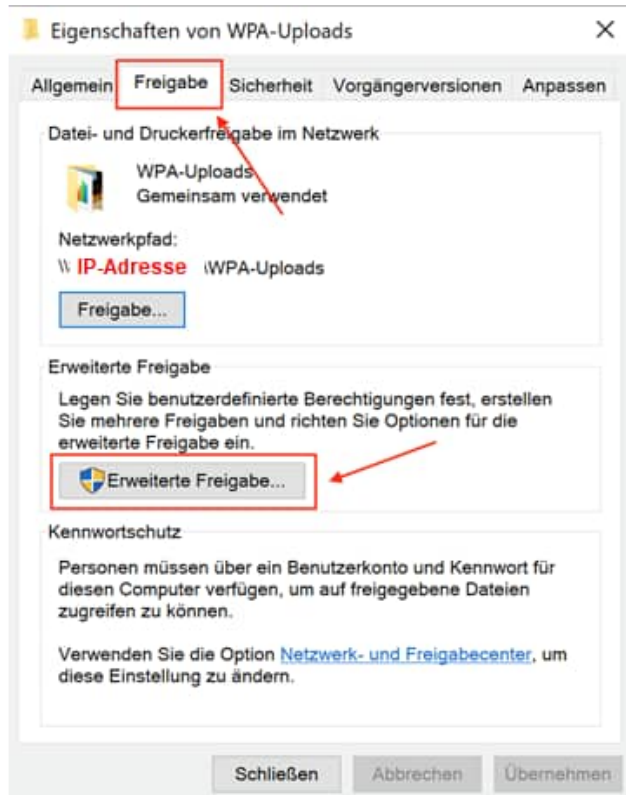 Eigenschaften von WPA-Uploads
Allgemein Freigabe Sicherheit Vorgängerversionen Anpassen
Datei- und Druckerfreigabe im Netzwerk
WPA-Uploads
Gemeinsam verwendet
Netzwerkpfad:
\\ IP-Adresse \WPA-Uploads
Freigabe...
Erweiterte Freigabe
Legen Sie benutzerdefinierte Berechtigungen fest, erstellen
Sie mehrere Freigaben und richten Sie Optionen für die
erweiterte Freigabe ein.
Erweiterte Freigabe...
Kennwortschutz
Personen müssen über ein Benutzerkonto und Kennwort für
diesen Computer verfügen, um auf freigegebene Dateien
zugreifen zu können.
Verwenden Sie die Option Netzwerk- und Freigabecenter, um
diese Einstellung zu ändern.
Schließen Abbrechen Übernehmen